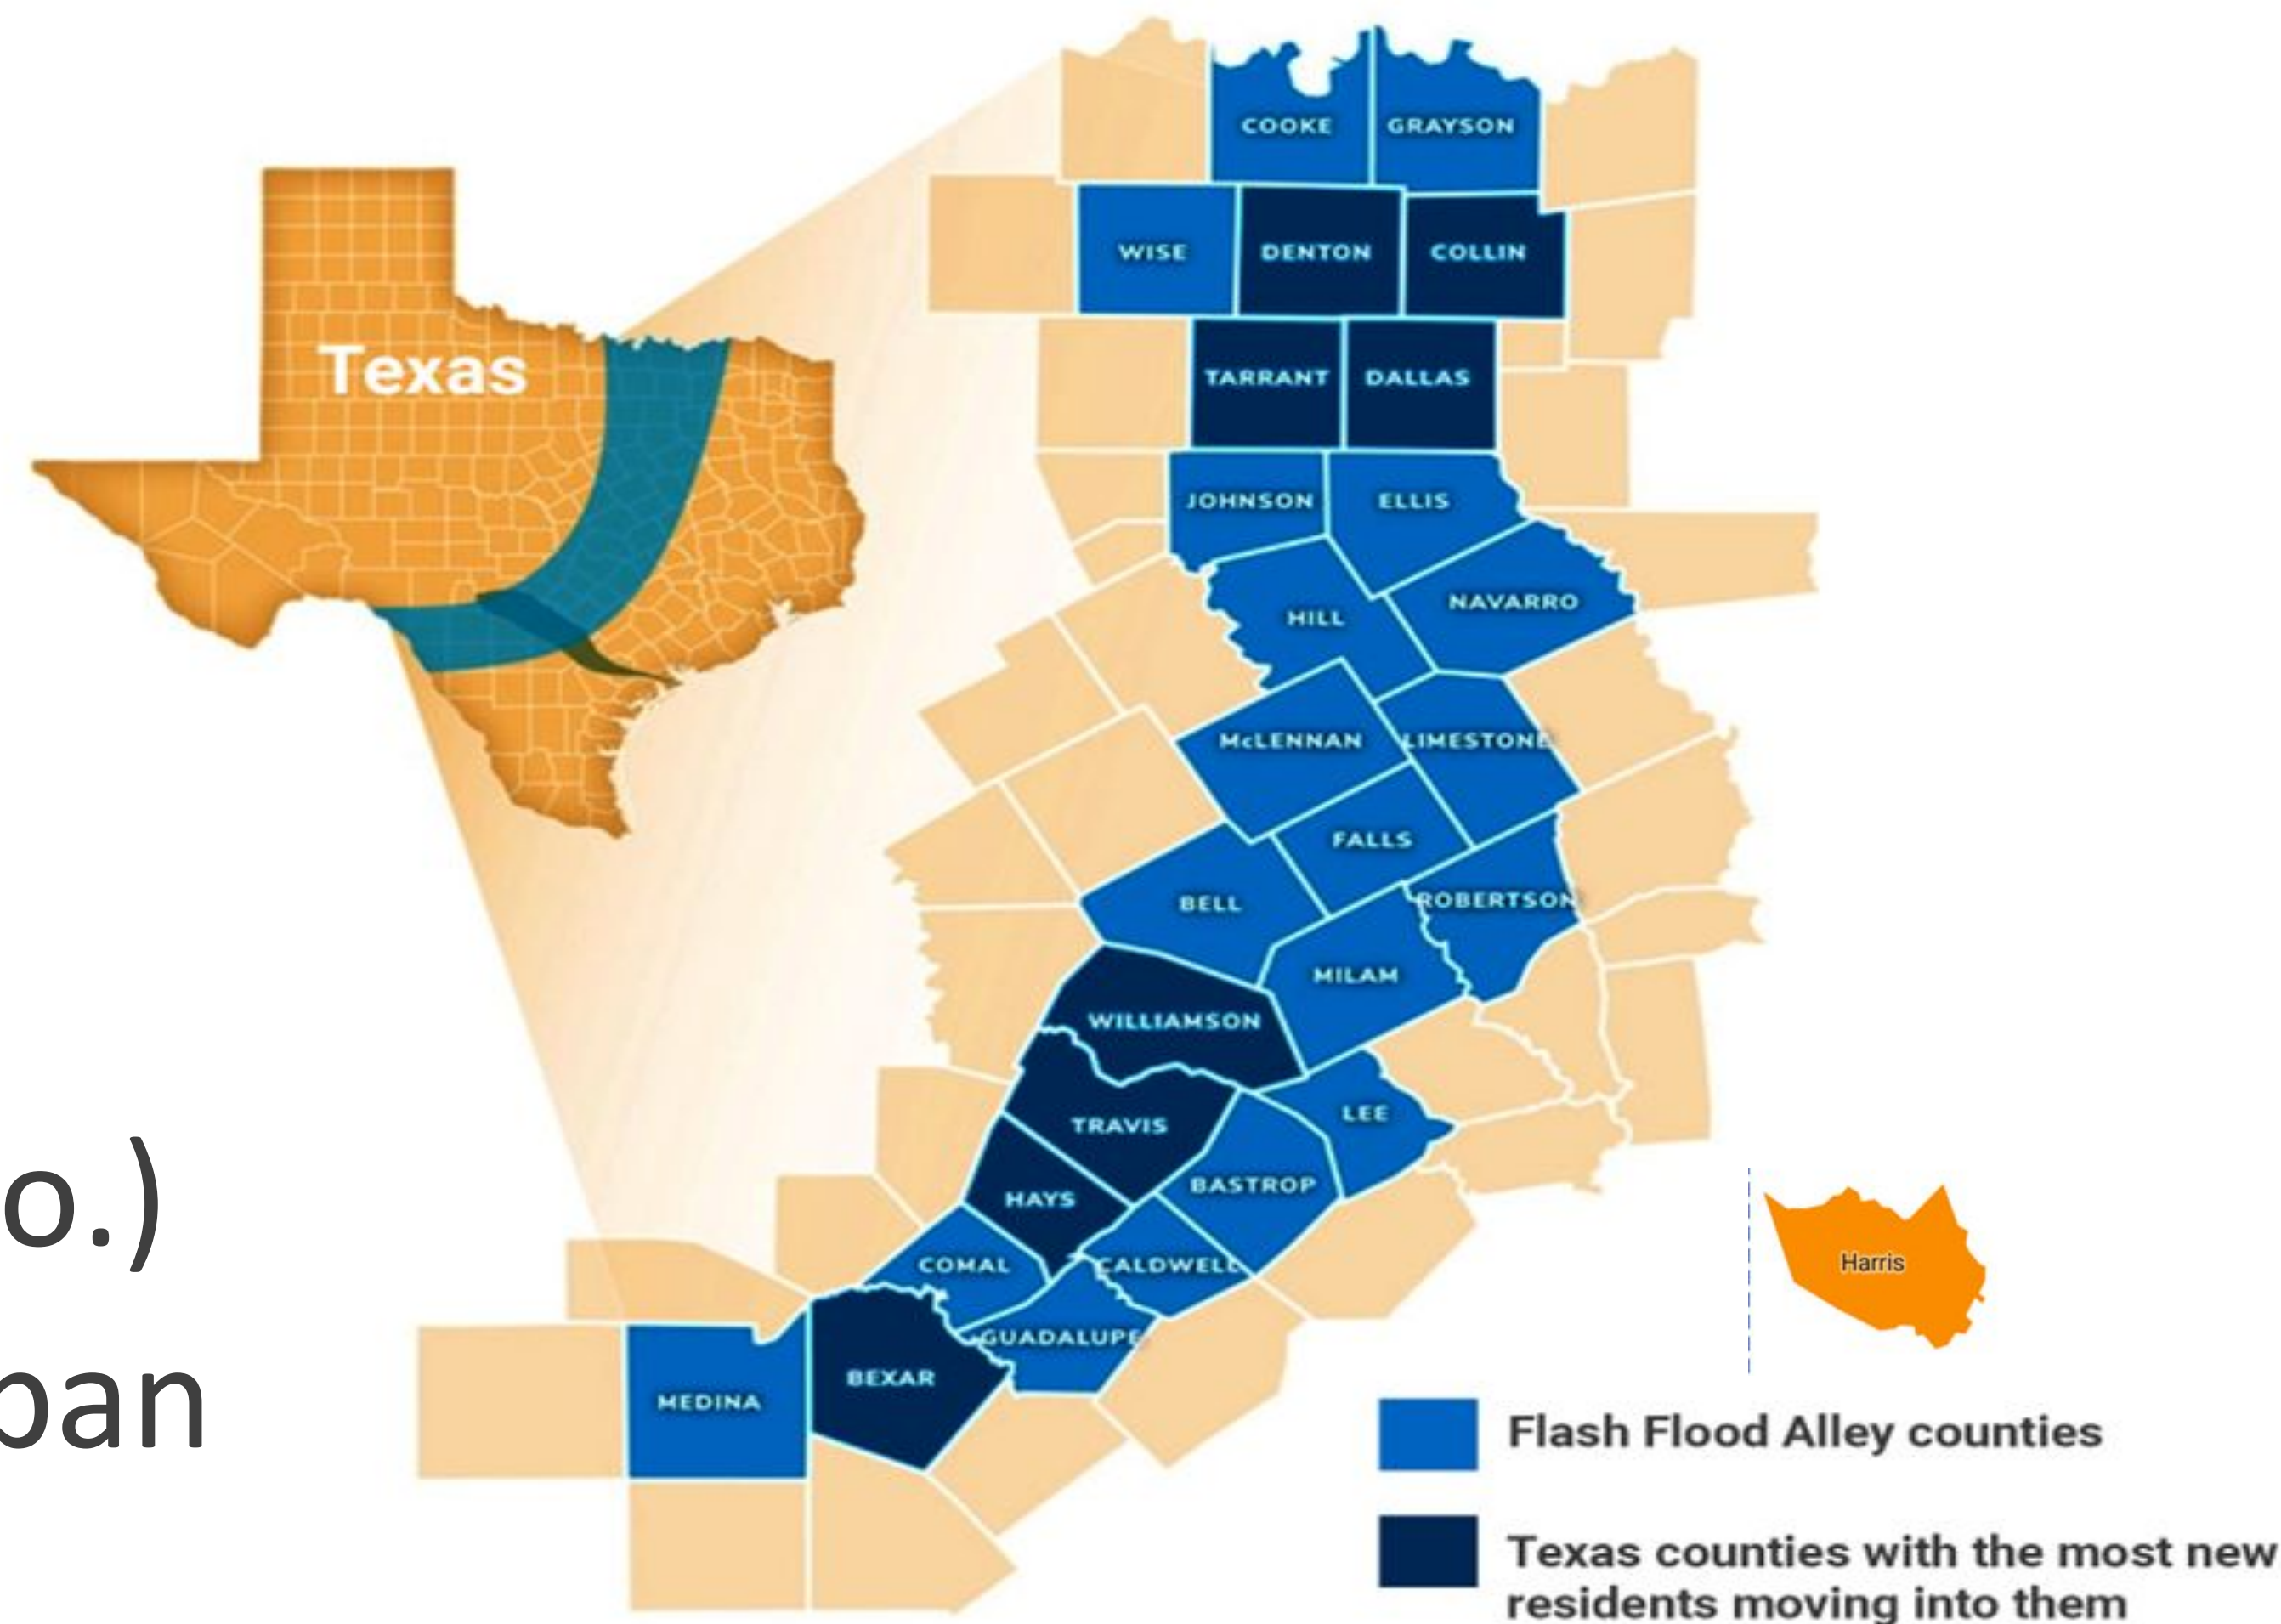 COOKE
GRAYSON
WISE
DENTON
COLLIN
Texas
TARRANT
DALLAS
JOHNSON
ELLIS
NAVARRO
HILL
McLENNAN
LIMESTONE
FALLS
BELL
ROBERTSON
MILAM
WILLIAMSON
LEE
TRAVIS
BASTROP
HAYS
o.)
COMAL
CALDWELL
Harris
GUADALUPE
BEXAR
MEDINA
ban
Flash Flood Alley counties
Texas counties with the most new
residents moving into them